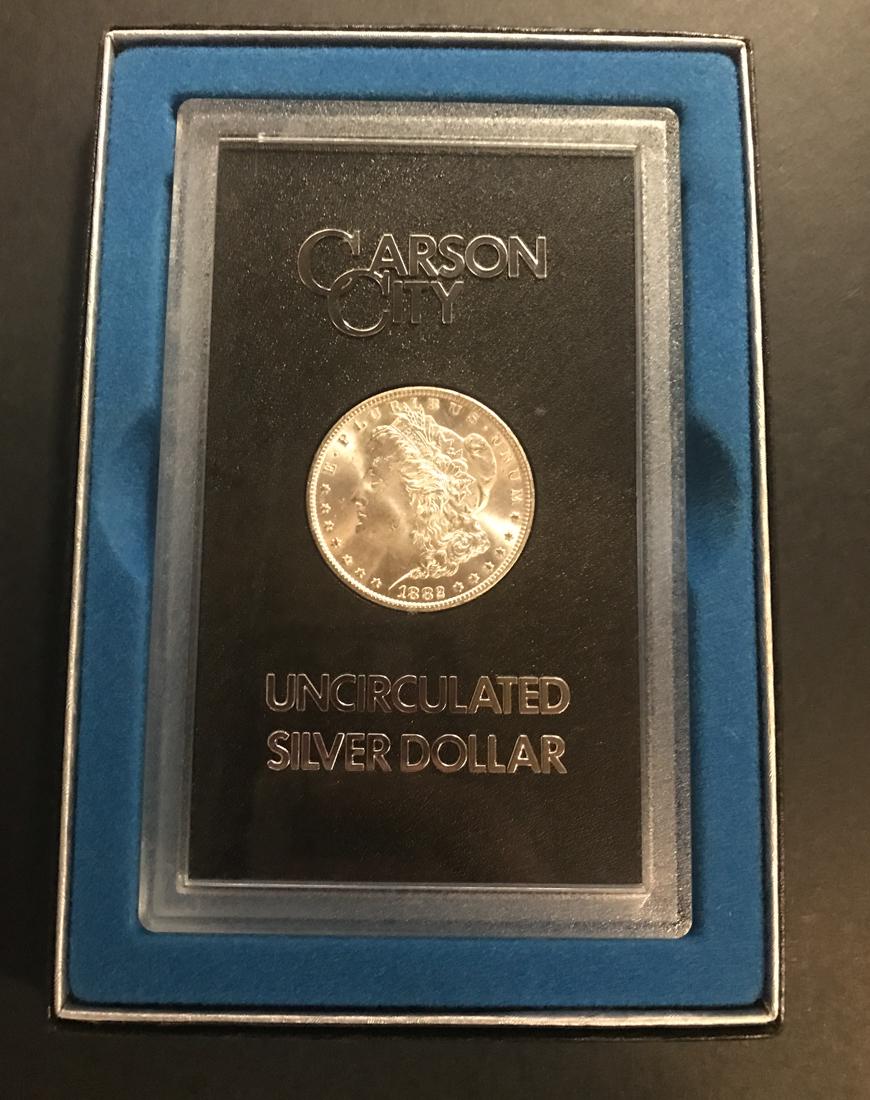 CARSON
CITY
E·PLURIBUS·UNUM
1882
UNCIRCULATED
SILVER DOLLAR